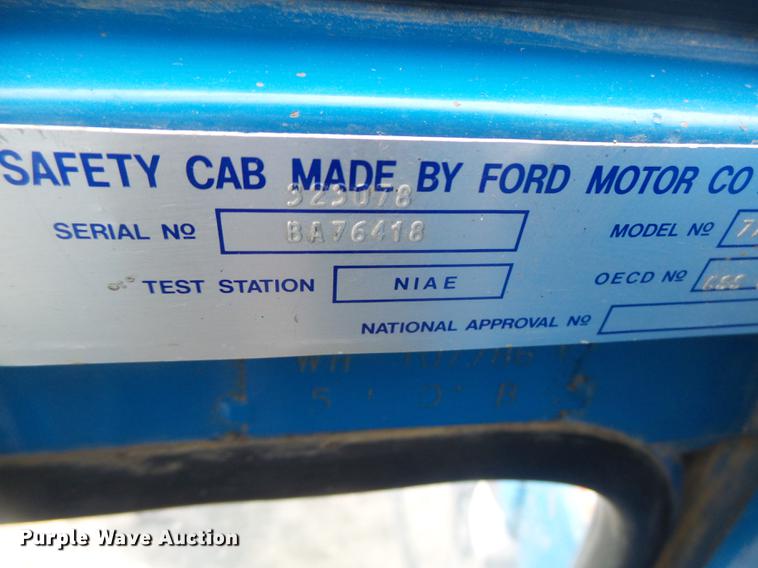 SAFETY CAB MADE BY FORD MOTOR CO
323078
SERIAL Nº BA76418 MODEL Nº
TEST STATION NIAE OECD Nº
NATIONAL APPROVAL Nº
Purple Wave Auction